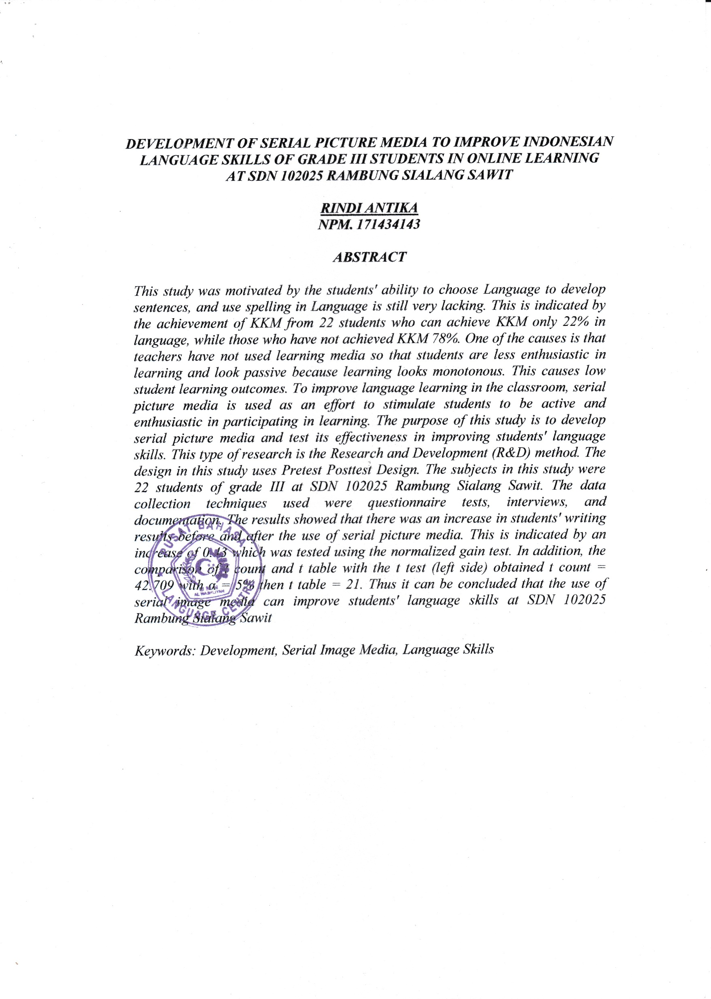 DEVELOPMENT OF SERIAL PICTURE MEDIA TO IMPROVE INDONESIAN
LANGUAGE SKILLS OF GRADE III STUDENTS IN ONLINE LEARNING
AT SDN 102025 RAMBUNG SIALANG SAWIT
RINDI ANTIKA
NPM. 171434143
ABSTRACT
This study was motivated by the students' ability to choose Language to develop
sentences, and use spelling in Language is still very lacking. This is indicated by
the achievement of KKM from 22 students who can achieve KKM only 22% in
language, while those who have not achieved KKM 78%. One of the causes is that
teachers have not used learning media so that students are less enthusiastic in
learning and look passive because learning looks monotonous. This causes low
student learning outcomes. To improve language learning in the classroom, serial
picture media is used as an effort to stimulate students to be active and
enthusiastic in participating in learning. The purpose of this study is to develop
serial picture media and test its effectiveness in improving students' language
skills. This type of research is the Research and Development (R&D) method. The
design in this study uses Pretest Posttest Design. The subjects in this study were
22 students of grade III at SDN 102025 Rambung Sialang Sawit. The data
collection techniques used were questionnaire tests, interviews, and
documentation. The results showed that there was an increase in students' writing
results before and after the use of serial picture media. This is indicated by an
increase of 0.43 which was tested using the normalized gain test. In addition, the
comparison of t count and t table with the t test (left side) obtained t count =
42.709 with α = 5% then t table = 21. Thus it can be concluded that the use of
serial image media can improve students' language skills at SDN 102025
Rambung Sialang Sawit
Keywords: Development, Serial Image Media, Language Skills
PUSAT BAHASA
AL WASHLIYAH
LANGUAGE CENTRE